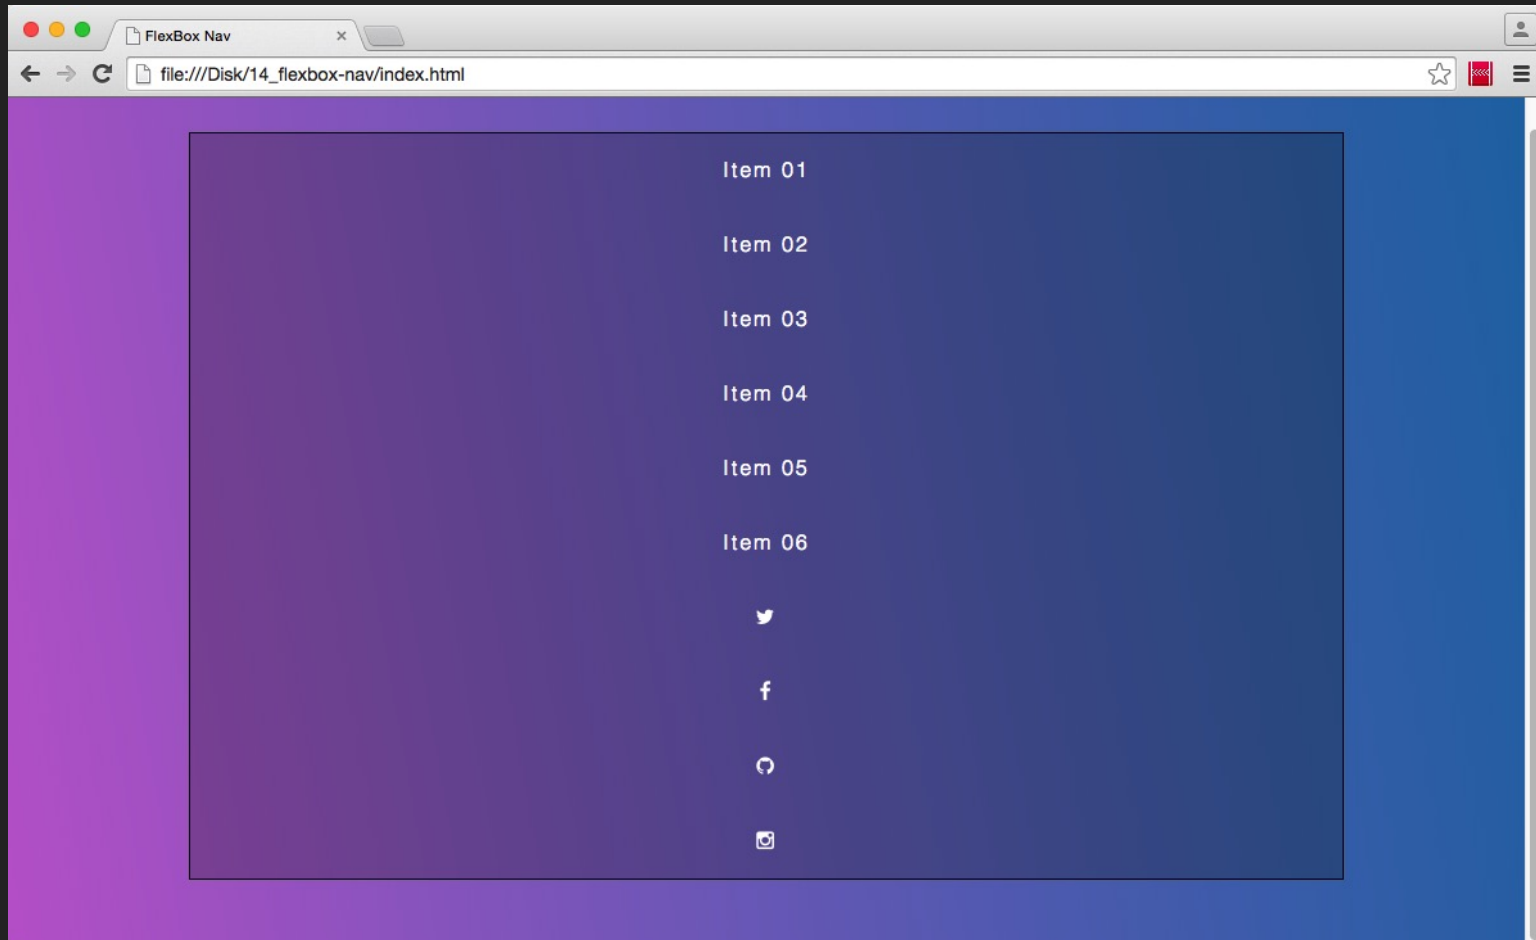 FlexBox Nav
file:///Disk/14_flexbox-nav/index.html
Item 01
Item 02
Item 03
Item 04
Item 05
Item 06